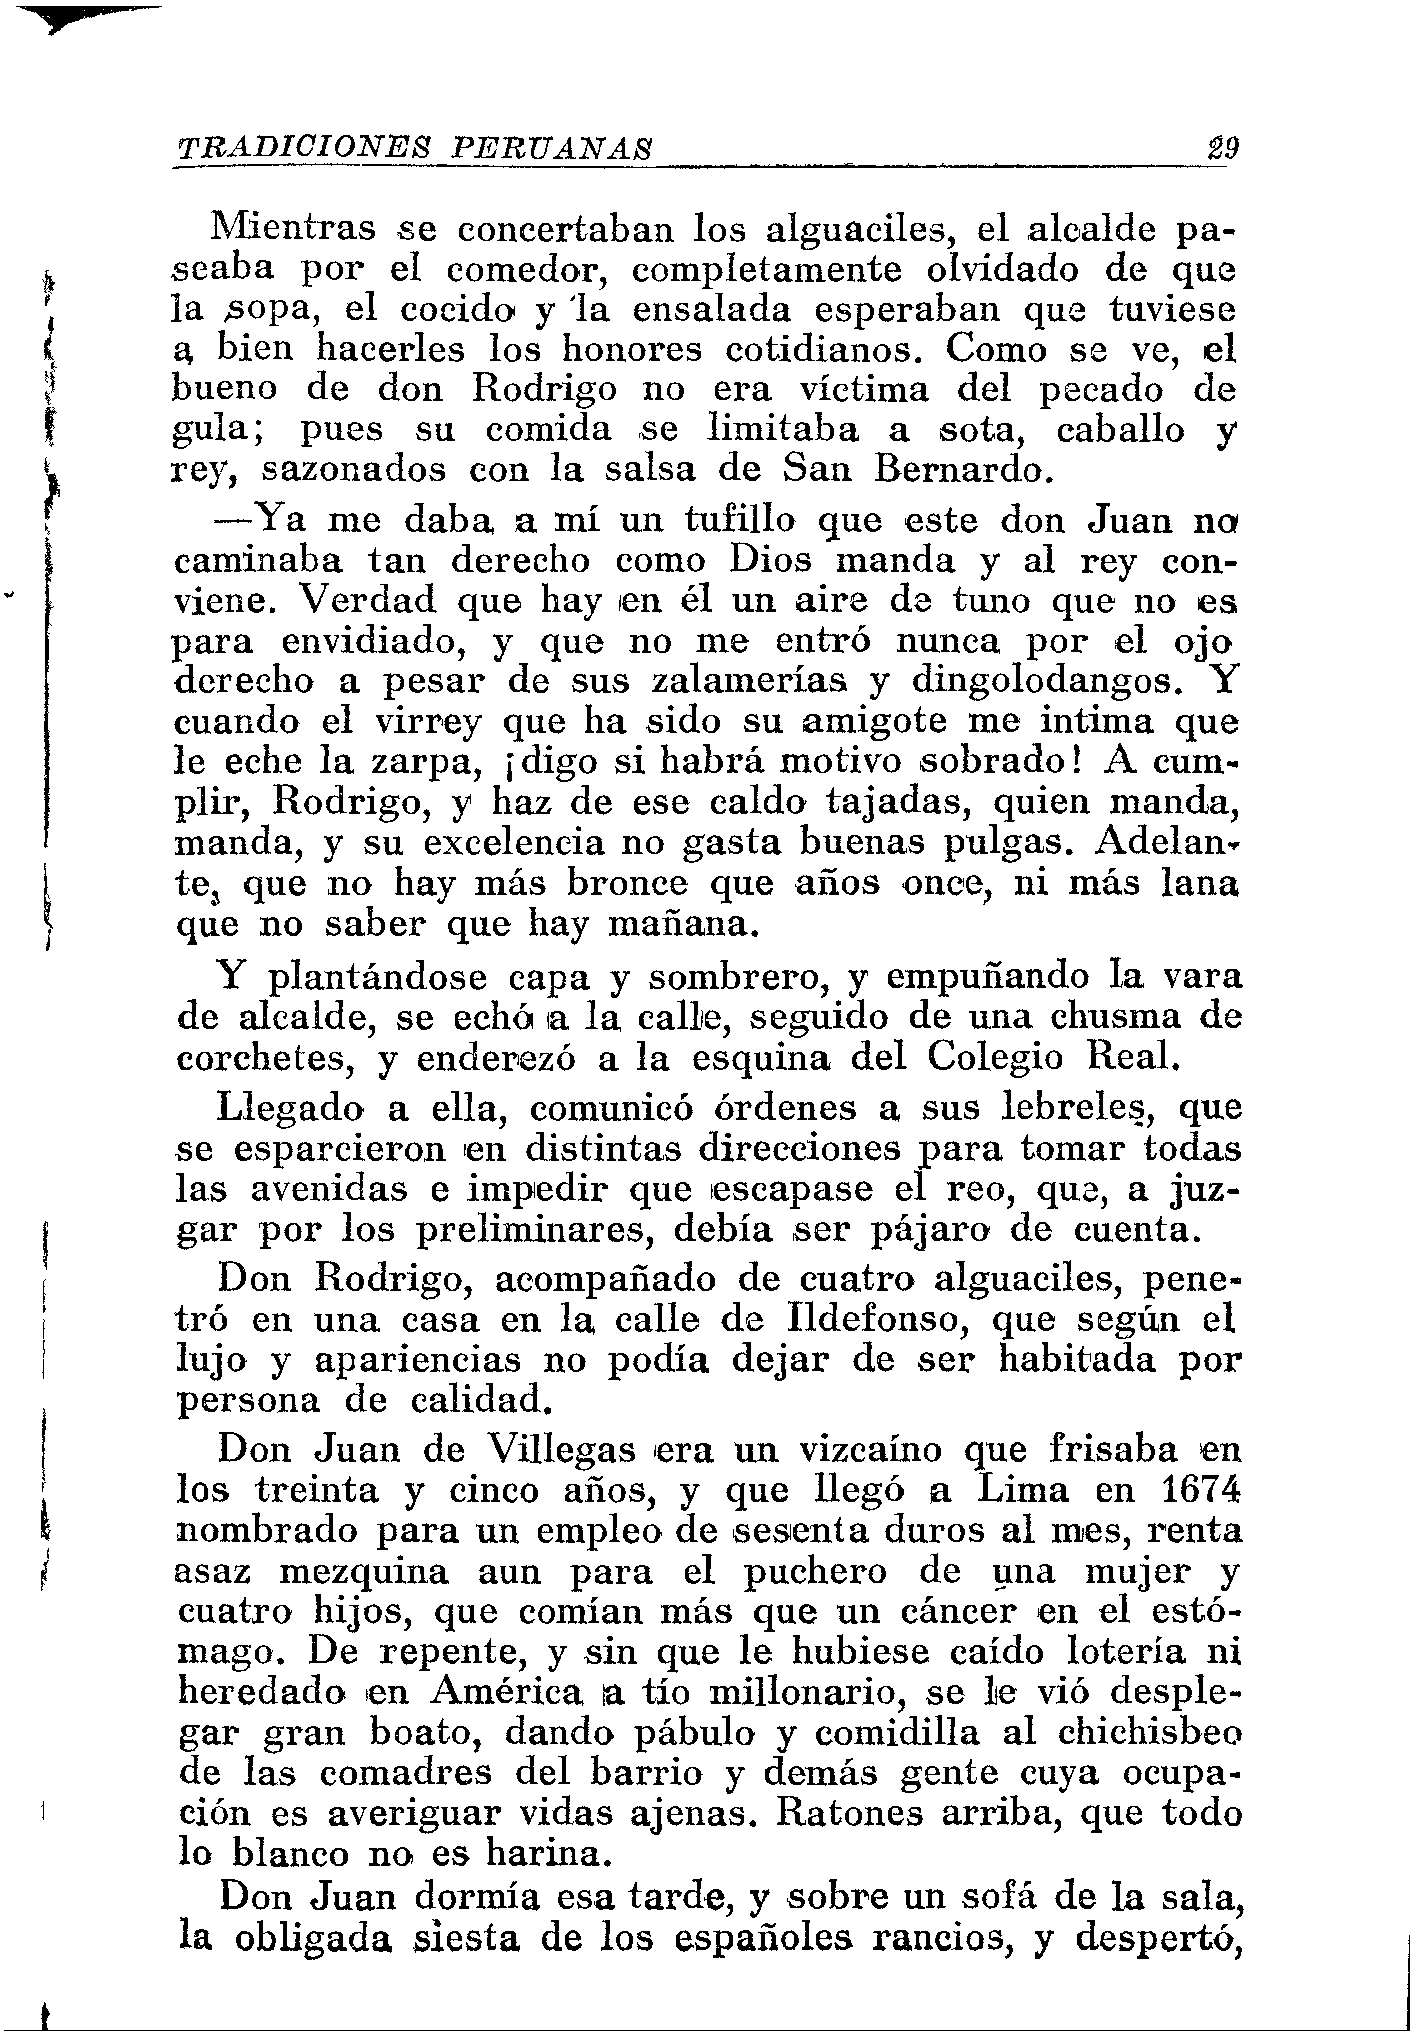 TRADICIONES PERUANAS 29
Mientras se concertaban los alguaciles, el alcalde pa-
seaba por el comedor, completamente olvidado de que
la sopa, el cocido y la ensalada esperaban que tuviese
a bien hacerles los honores cotidianos. Como se ve, el
bueno de don Rodrigo no era víctima del pecado de
gula; pues su comida se limitaba a sota, caballo y
rey, sazonados con la salsa de San Bernardo.
—Ya me daba a mí un tufillo que este don Juan no
caminaba tan derecho como Dios manda y al rey con-
viene. Verdad que hay en él un aire de tuno que no es
para envidiado, y que no me entró nunca por el ojo
derecho a pesar de sus zalamerías y dingolodangos. Y
cuando el virrey que ha sido su amigote me intima que
le eche la zarpa, ¡digo si habrá motivo sobrado! A cum-
plir, Rodrigo, y haz de ese caldo tajadas, quien manda,
manda, y su excelencia no gasta buenas pulgas. Adelan-
te, que no hay más bronce que años once, ni más lana
que no saber que hay mañana.
Y plantándose capa y sombrero, y empuñando la vara
de alcalde, se echó a la calle, seguido de una chusma de
corchetes, y enderezó a la esquina del Colegio Real.
Llegado a ella, comunicó órdenes a sus lebreles, que
se esparcieron en distintas direcciones para tomar todas
las avenidas e impedir que escapase el reo, que, a juz-
gar por los preliminares, debía ser pájaro de cuenta.
Don Rodrigo, acompañado de cuatro alguaciles, pene-
tró en una casa en la calle de Ildefonso, que según el
lujo y apariencias no podía dejar de ser habitada por
persona de calidad.
Don Juan de Villegas era un vizcaíno que frisaba en
los treinta y cinco años, y que llegó a Lima en 1674
nombrado para un empleo de sesenta duros al mes, renta
asaz mezquina aun para el puchero de una mujer y
cuatro hijos, que comían más que un cáncer en el estó-
mago. De repente, y sin que le hubiese caído lotería ni
heredado en América a tío millonario, se le vió desple-
gar gran boato, dando pábulo y comidilla al chichisbeo
de las comadres del barrio y demás gente cuya ocupa-
ción es averiguar vidas ajenas. Ratones arriba, que todo
lo blanco no es harina.
Don Juan dormía esa tarde, y sobre un sofá de la sala,
la obligada siesta de los españoles rancios, y despertó,